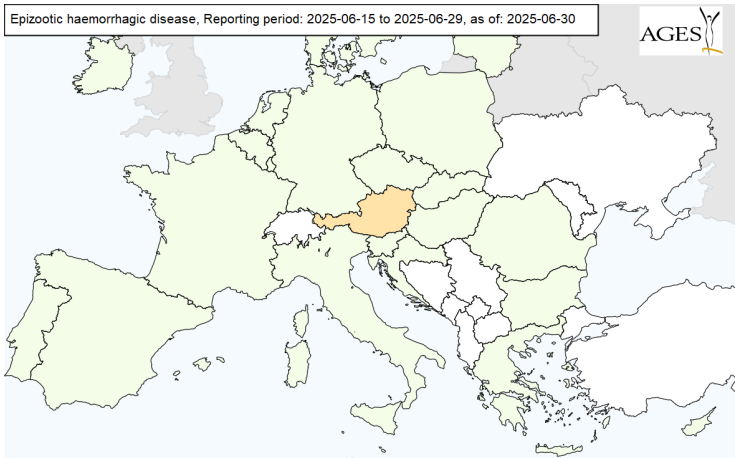 Epizootic haemorrhagic disease, Reporting period: 2025-06-15 to 2025-06-29, as of: 2025-06-30
AGES